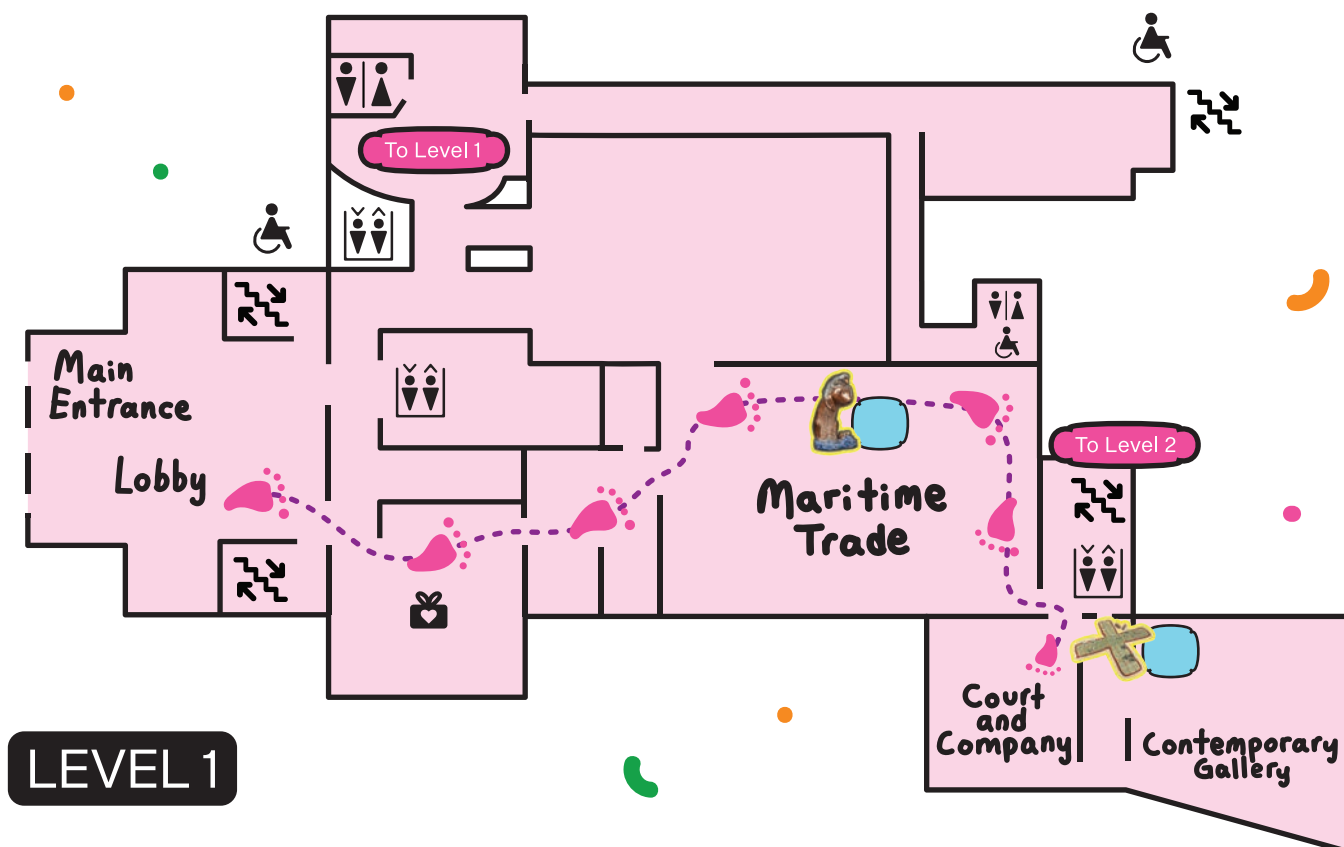 To Level 1
Main
Entrance
Lobby
To Level 2
Maritime
Trade
Court
and
Company
Contemporary
Gallery
LEVEL 1